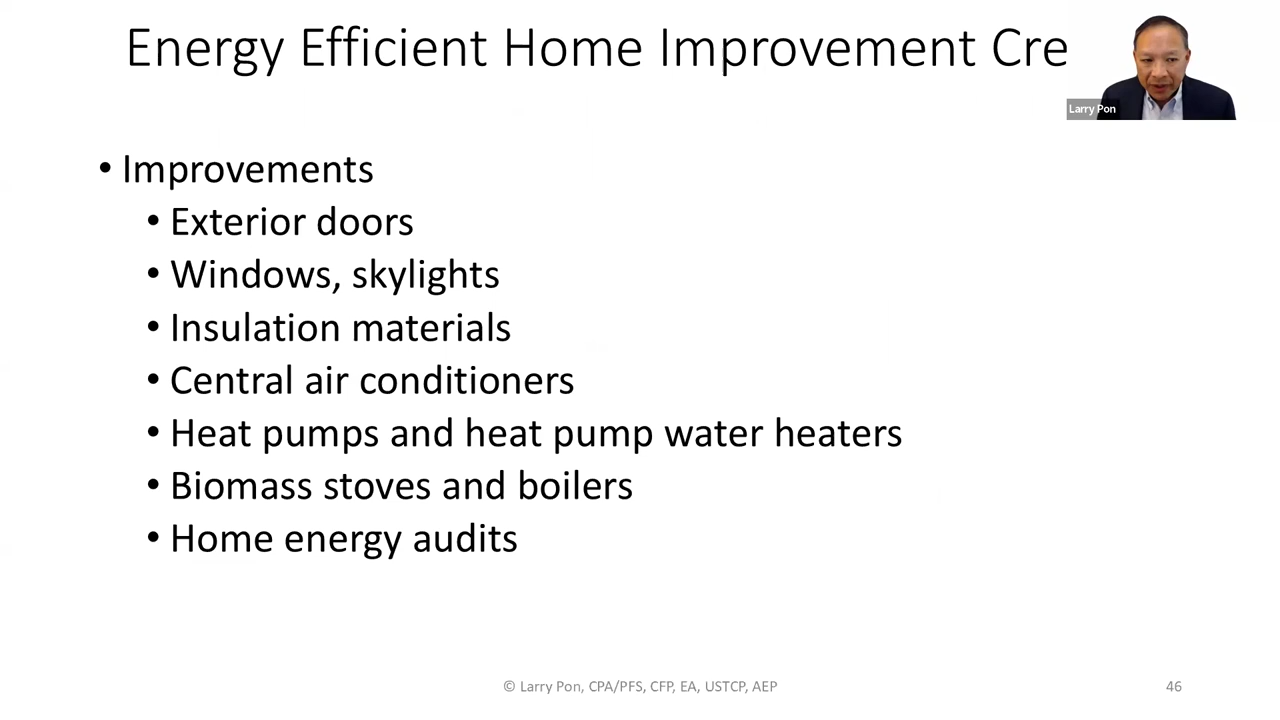 Energy Efficient Home Improvement Cre
Larry Pon
• Improvements
• Exterior doors
• Windows, skylights
• Insulation materials
• Central air conditioners
• Heat pumps and heat pump water heaters
• Biomass stoves and boilers
• Home energy audits
© Larry Pon, CPA/PFS, CFP, EA, USTCP, AEP
46